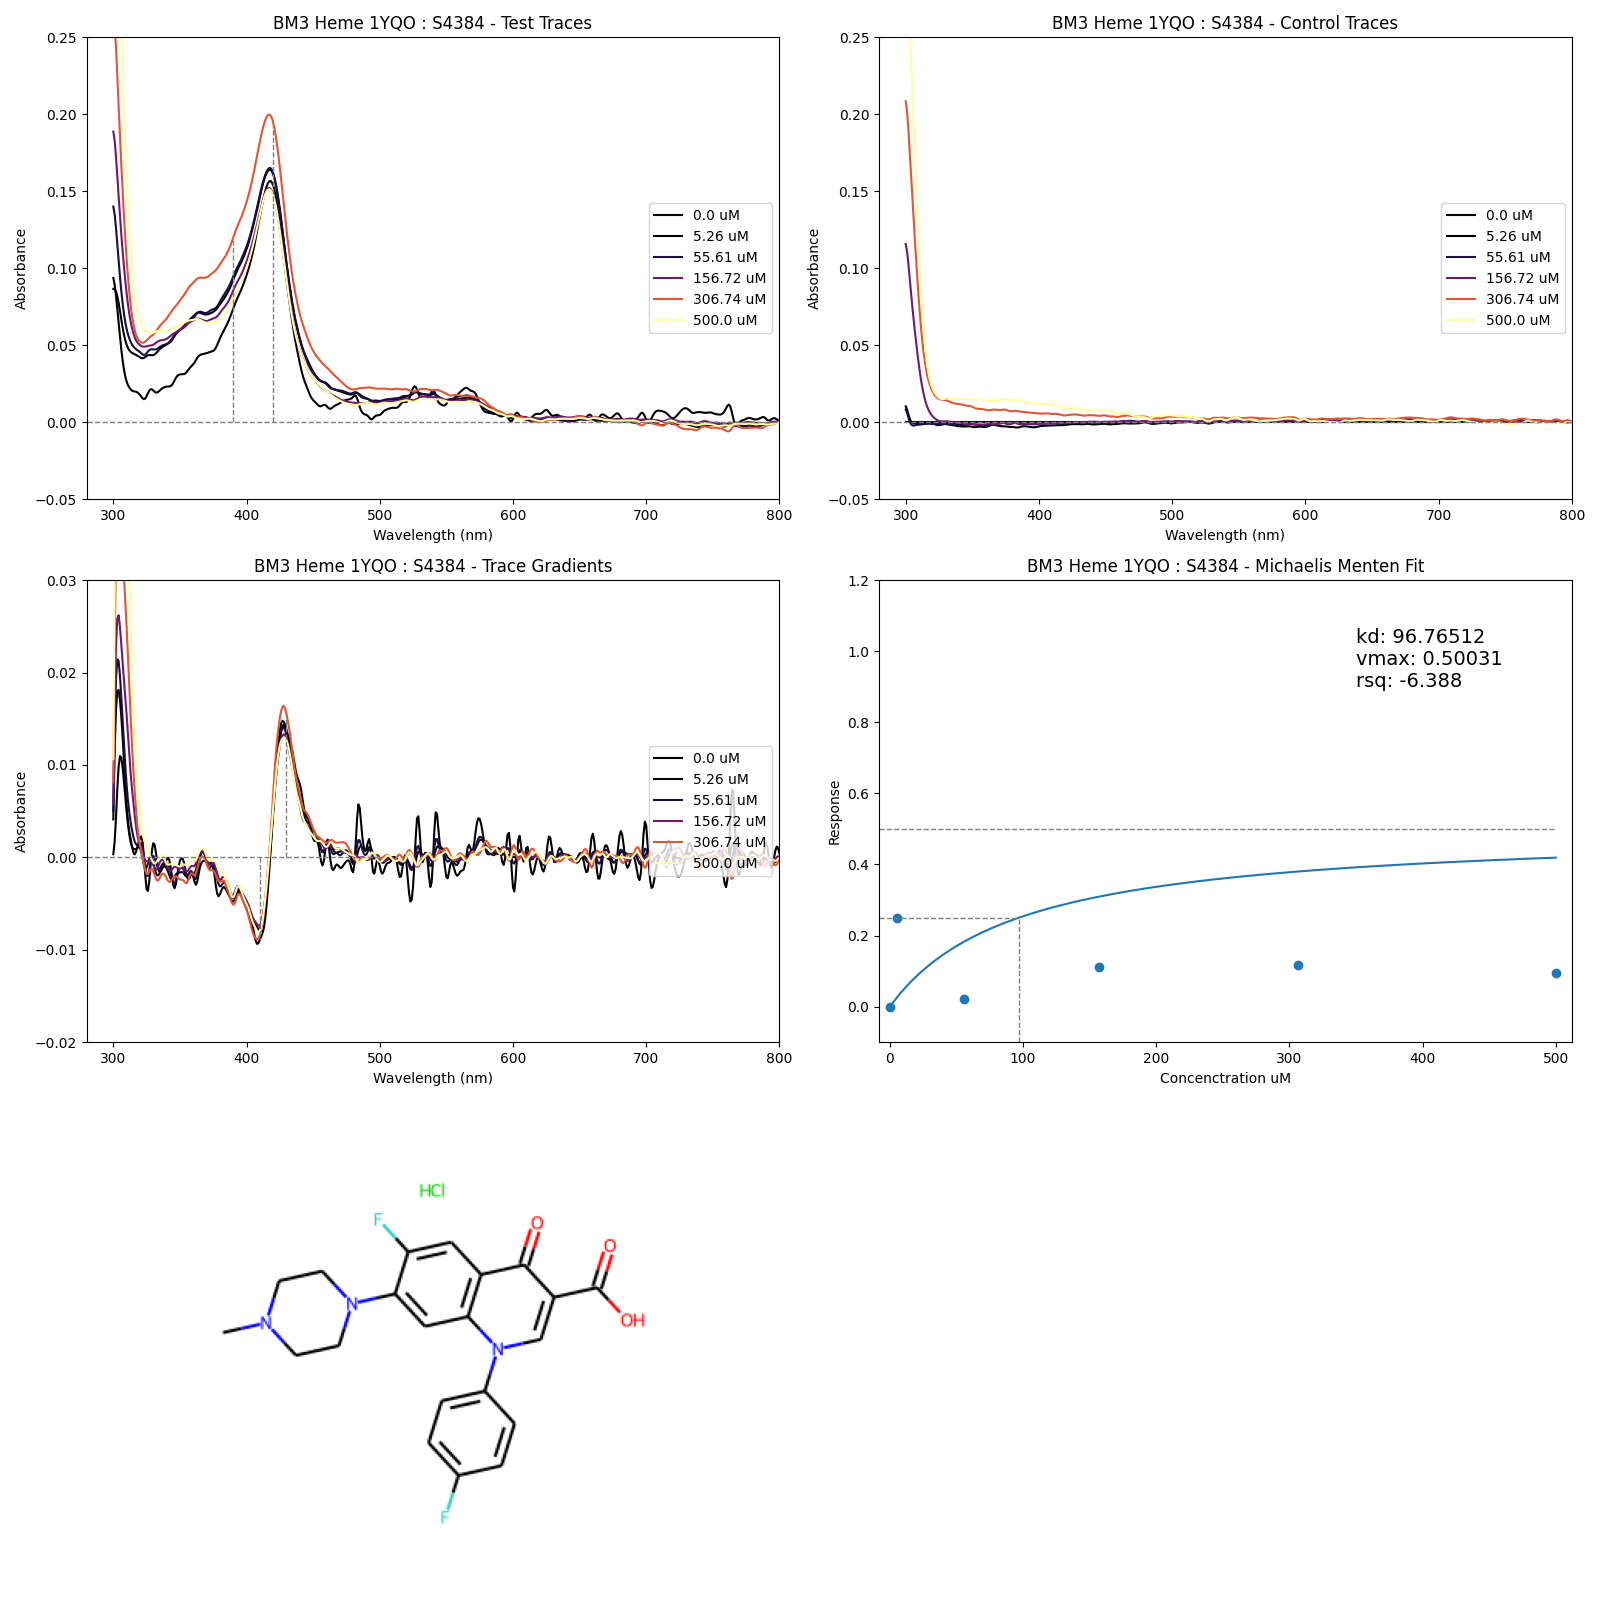 BM3 Heme 1YQO : S4384 - Test Traces
0.25
0.20
0.15
0.10
0.05
0.00
−0.05
Absorbance
300 400 500 600 700 800
Wavelength (nm)
0.0 uM
5.26 uM
55.61 uM
156.72 uM
306.74 uM
500.0 uM
BM3 Heme 1YQO : S4384 - Control Traces
0.25
0.20
0.15
0.10
0.05
0.00
−0.05
Absorbance
300 400 500 600 700 800
Wavelength (nm)
0.0 uM
5.26 uM
55.61 uM
156.72 uM
306.74 uM
500.0 uM
BM3 Heme 1YQO : S4384 - Trace Gradients
0.03
0.02
0.01
0.00
−0.01
−0.02
Absorbance
300 400 500 600 700 800
Wavelength (nm)
0.0 uM
5.26 uM
55.61 uM
156.72 uM
306.74 uM
500.0 uM
BM3 Heme 1YQO : S4384 - Michaelis Menten Fit
1.2
1.0
0.8
0.6
0.4
0.2
0.0
Response
0 100 200 300 400 500
Concenctration uM
kd: 96.76512
vmax: 0.50031
rsq: -6.388
HCl
F
O
O
N
N
OH
N
F